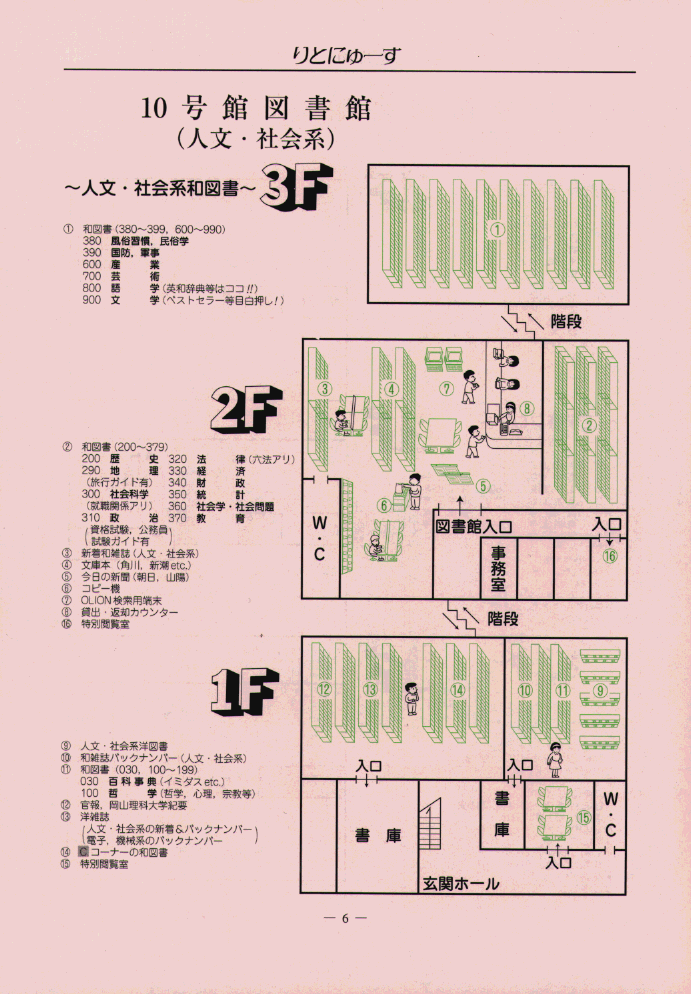 りとにゅーす
10号館図書館
(人文・社会系)
～人文・社会系和図書～ 3F
① 和図書(380～399, 600～990)
380 風俗習慣, 民俗学
390 国防, 軍事
600 産 業
700 芸 術
800 語 学(英和辞典等はココ!!)
900 文 学(ベストセラー等目白押し!)
①
階段
2F
② 和図書(200～379)
200 歴 史 320 法 律(六法アリ)
290 地 理 330 経 済
(旅行ガイド有) 340 財 政
300 社会科学 350 統 計
(就職関係アリ) 360 社会学・社会問題
310 政 治 370 教 育
(資格試験, 公務員
試験ガイド有)
③ 新着和雑誌(人文・社会系)
④ 文庫本(角川, 新潮etc.)
⑤ 今日の新聞(朝日, 山陽)
⑥ コピー機
⑦ OLION検索用端末
⑧ 貸出・返却カウンター
⑯ 特別閲覧室
③ ④ ⑦ ⑧ ②
⑥ ⑤
W・C
図書館入口
入口
事務室
⑯
階段
1F
⑨ 人文・社会系洋図書
⑩ 和雑誌バックナンバー(人文・社会系)
⑪ 和図書(030, 100～199)
030 百科事典(イミダスetc.)
100 哲 学(哲学, 心理, 宗教等)
⑫ 官報, 岡山理科大学紀要
⑬ 洋雑誌
(人文・社会系の新着&バックナンバー
電子, 機械系のバックナンバー)
⑭ Cコーナーの和図書
⑮ 特別閲覧室
⑫ ⑬ ⑭ ⑩ ⑪ ⑨
入口
入口
書庫
書庫
⑮
W・C
入口
玄関ホール
— 6 —